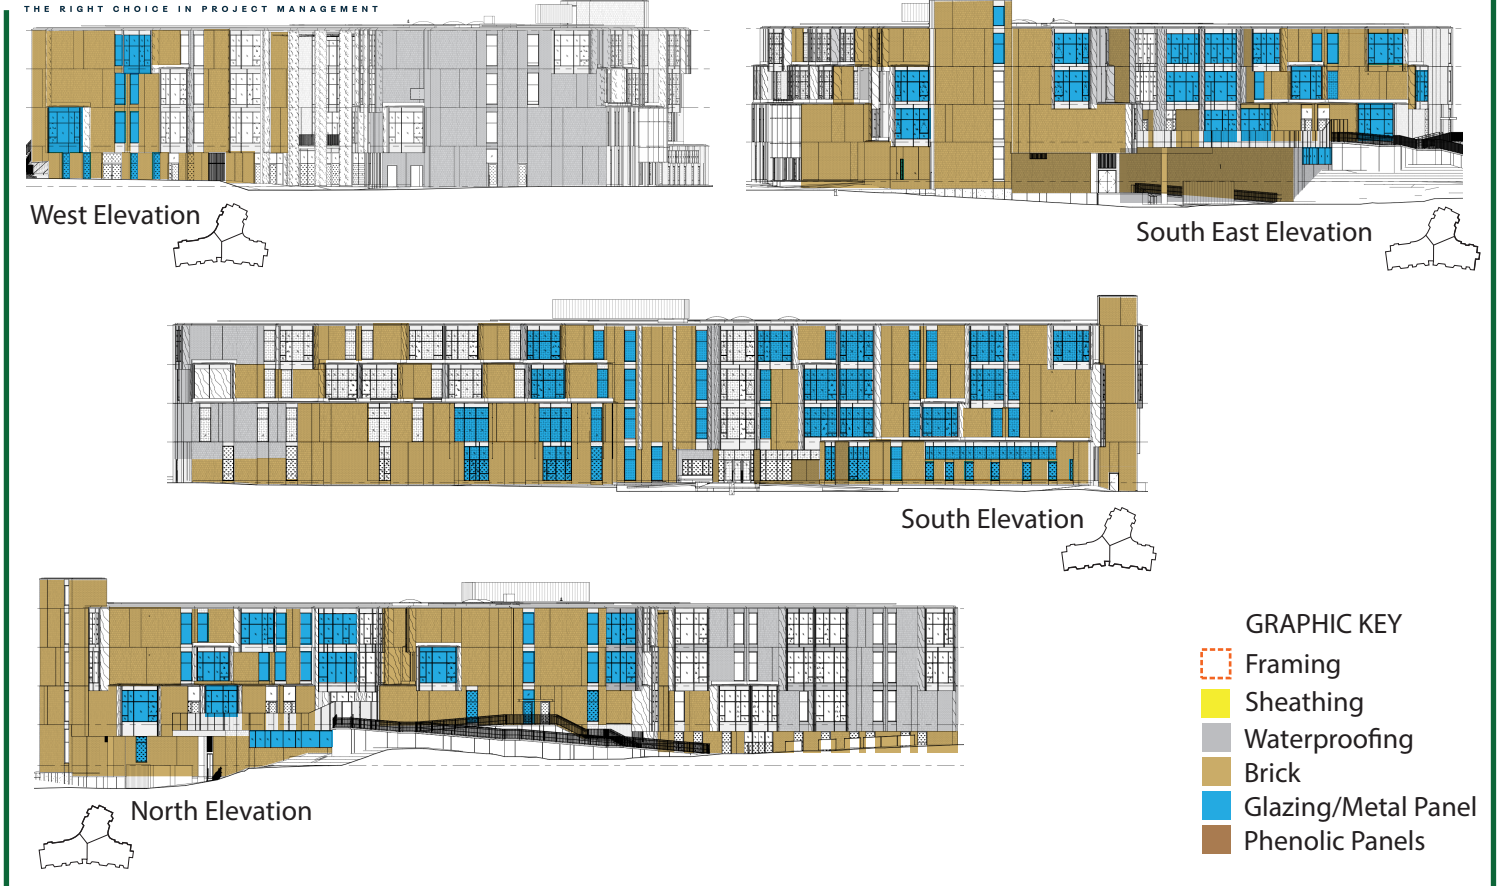 THE RIGHT CHOICE IN PROJECT MANAGEMENT
West Elevation
South East Elevation
South Elevation
North Elevation
GRAPHIC KEY
Framing
Sheathing
Waterproofing
Brick
Glazing/Metal Panel
Phenolic Panels